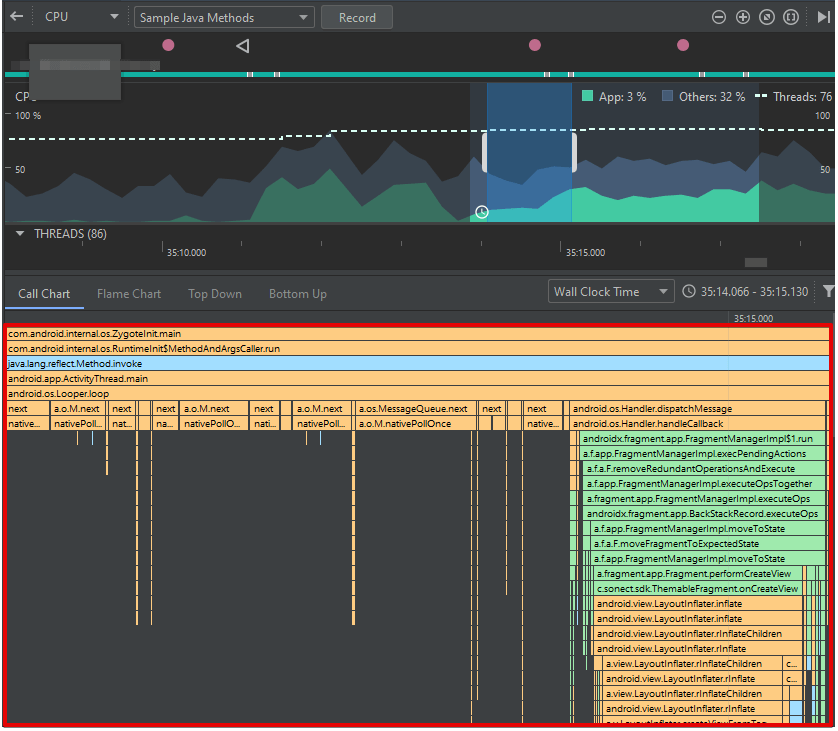 CPU Sample Java Methods Record
CPU App: 3 % Others: 32 % Threads: 76
100 % 100
50 50
THREADS (86)
35:10.000 35:15.000
Call Chart Flame Chart Top Down Bottom Up Wall Clock Time 35:14.066 - 35:15.130
35:15.000
com.android.internal.os.ZygoteInit.main
com.android.internal.os.RuntimeInit$MethodAndArgsCaller.run
java.lang.reflect.Method.invoke
android.app.ActivityThread.main
android.os.Looper.loop
next a.o.M.next next next a.o.M.next next a.o.M.next a.os.MessageQueue.next next next android.os.Handler.dispatchMessage
native... nativePoll... nat... na... nativePollO... na... nativePoll... a.o.M.nativePollOnce native... android.os.Handler.handleCallback
androidx.fragment.app.FragmentManagerImpl$1.run
a.f.app.FragmentManagerImpl.execPendingActions
a.f.a.F.removeRedundantOperationsAndExecute
a.f.app.FragmentManagerImpl.executeOpsTogether
a.fragment.app.FragmentManagerImpl.executeOps
androidx.fragment.app.BackStackRecord.executeOps
a.f.app.FragmentManagerImpl.moveToState
a.f.a.F.moveFragmentToExpectedState
a.f.app.FragmentManagerImpl.moveToState
a.fragment.app.Fragment.performCreateView
c.sonect.sdk.ThemableFragment.onCreateView
android.view.LayoutInflater.inflate
android.view.LayoutInflater.inflate
android.view.LayoutInflater.rInflateChildren
android.view.LayoutInflater.rInflate
a.view.LayoutInflater.rInflateChildren c...
android.view.LayoutInflater.rInflate c...
a.view.LayoutInflater.rInflateChildren
android.view.LayoutInflater.rInflate